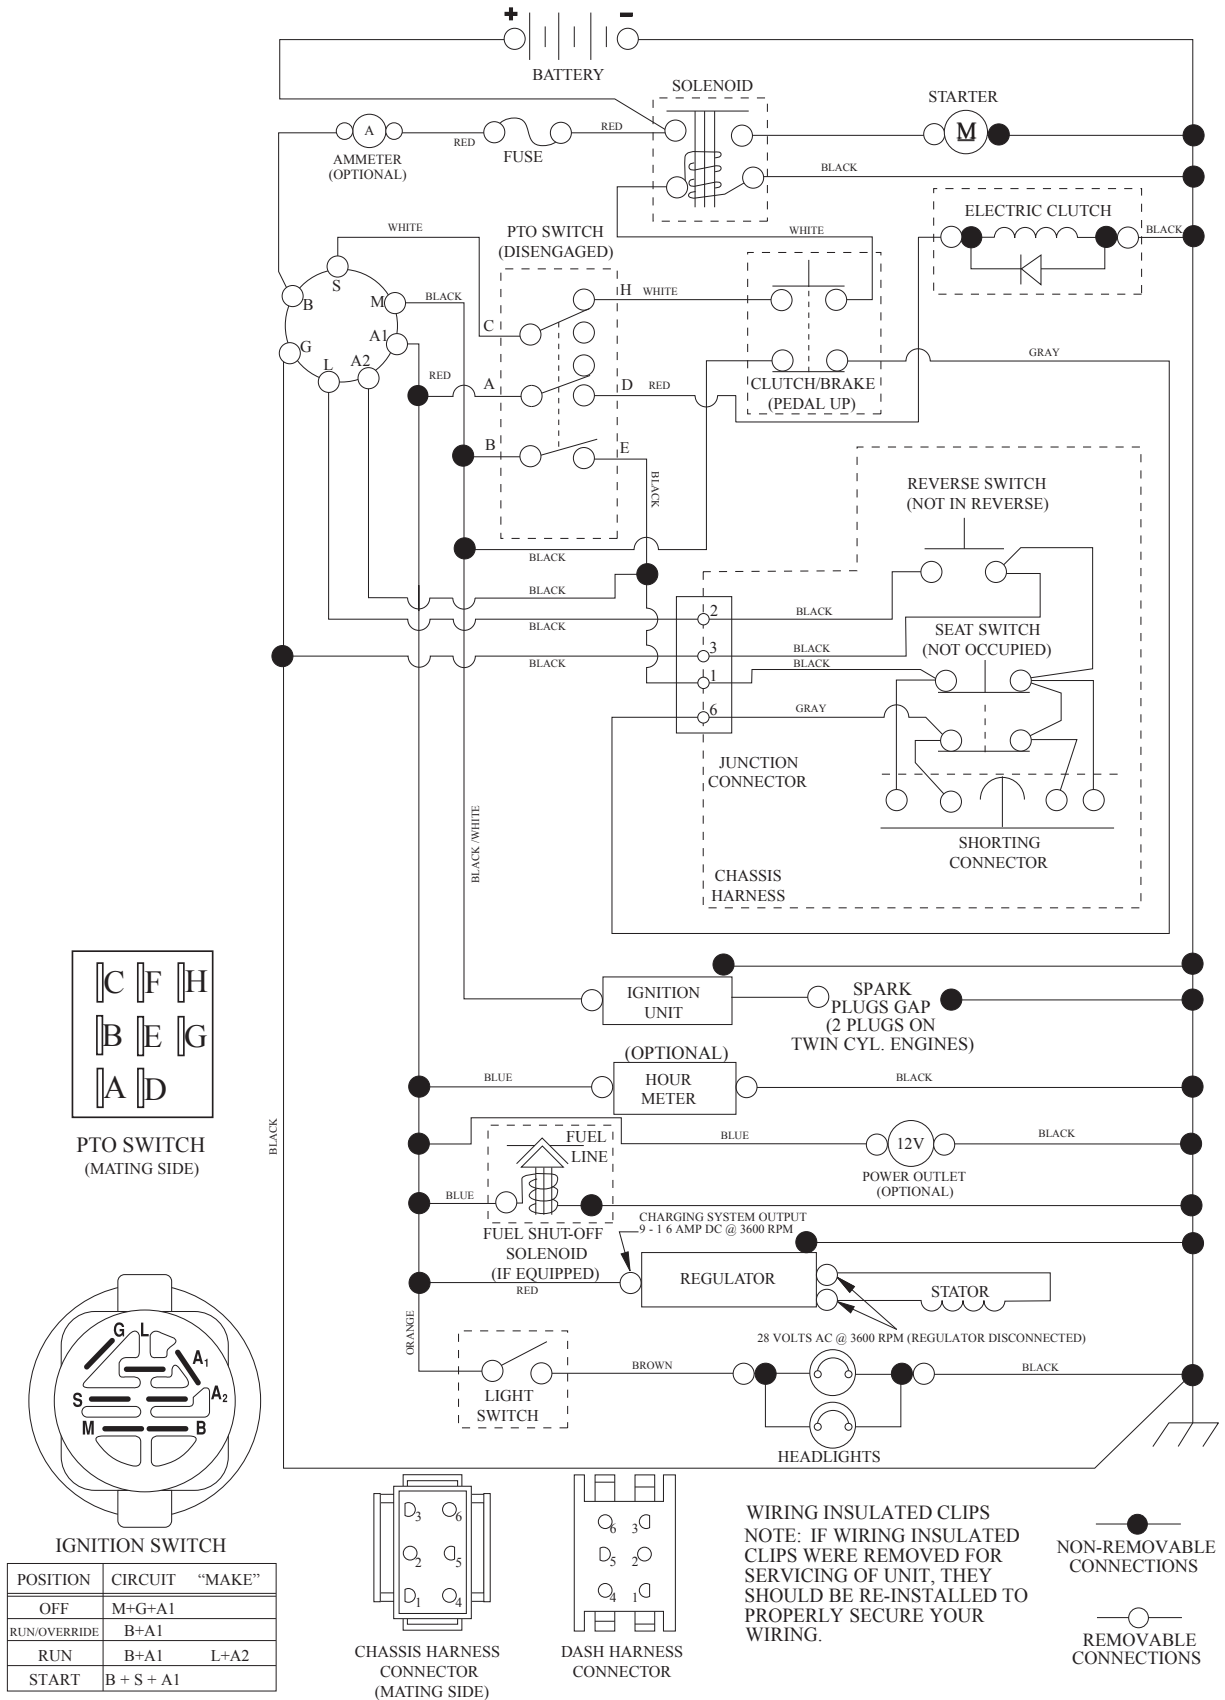 + -
BATTERY
SOLENOID
STARTER
A
RED
FUSE
RED
M
AMMETER
(OPTIONAL)
BLACK
ELECTRIC CLUTCH
BLACK
WHITE
PTO SWITCH
(DISENGAGED)
WHITE
S
B
M
BLACK
H
WHITE
C
G
A1
L
A2
RED
A
D
RED
CLUTCH/BRAKE
(PEDAL UP)
GRAY
B
E
BLACK
REVERSE SWITCH
(NOT IN REVERSE)
BLACK
BLACK
BLACK
2
BLACK
SEAT SWITCH
(NOT OCCUPIED)
3
BLACK
BLACK
BLACK
1
6
GRAY
JUNCTION
CONNECTOR
BLACK /WHITE
SHORTING
CONNECTOR
CHASSIS
HARNESS
C F H
B E G
A D
PTO SWITCH
(MATING SIDE)
BLACK
IGNITION
UNIT
SPARK
PLUGS GAP
(2 PLUGS ON
TWIN CYL. ENGINES)
(OPTIONAL)
BLUE
HOUR
METER
BLACK
FUEL
LINE
BLUE
12V
BLACK
POWER OUTLET
(OPTIONAL)
BLUE
FUEL SHUT-OFF
SOLENOID
(IF EQUIPPED)
CHARGING SYSTEM OUTPUT
9 - 1 6 AMP DC @ 3600 RPM
RED
REGULATOR
STATOR
28 VOLTS AC @ 3600 RPM (REGULATOR DISCONNECTED)
ORANGE
LIGHT
SWITCH
BROWN
BLACK
HEADLIGHTS
G L
A1
S
A2
M
B
IGNITION SWITCH
POSITION CIRCUIT “MAKE”
OFF M+G+A1
RUN/OVERRIDE B+A1
RUN B+A1 L+A2
START B + S + A1
3 6
2 5
1 4
CHASSIS HARNESS
CONNECTOR
(MATING SIDE)
6 3
5 2
4 1
DASH HARNESS
CONNECTOR
WIRING INSULATED CLIPS
NOTE: IF WIRING INSULATED
CLIPS WERE REMOVED FOR
SERVICING OF UNIT, THEY
SHOULD BE RE-INSTALLED TO
PROPERLY SECURE YOUR
WIRING.
NON-REMOVABLE
CONNECTIONS
REMOVABLE
CONNECTIONS